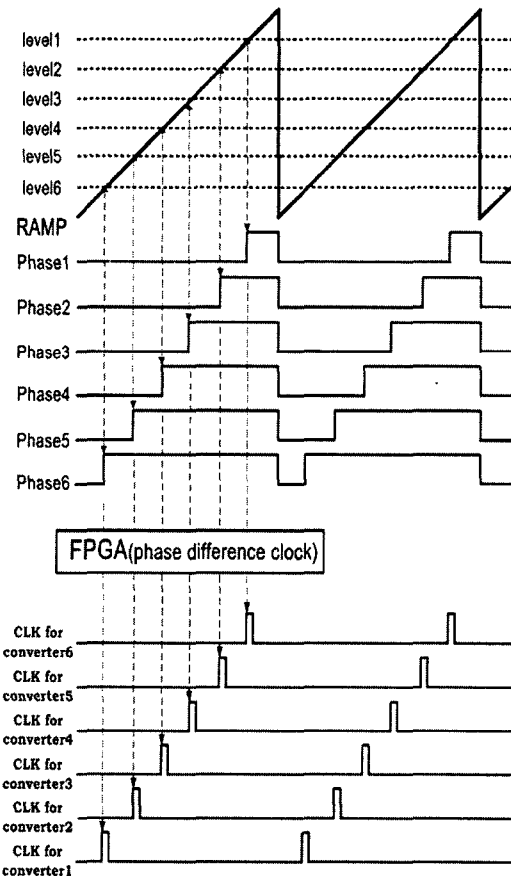 level1
level2
level3
level4
level5
level6
RAMP
Phase1
Phase2
Phase3
Phase4
Phase5
Phase6
FPGA(phase difference clock)
CLK for
converter6
CLK for
converter5
CLK for
converter4
CLK for
converter3
CLK for
converter2
CLK for
converter1